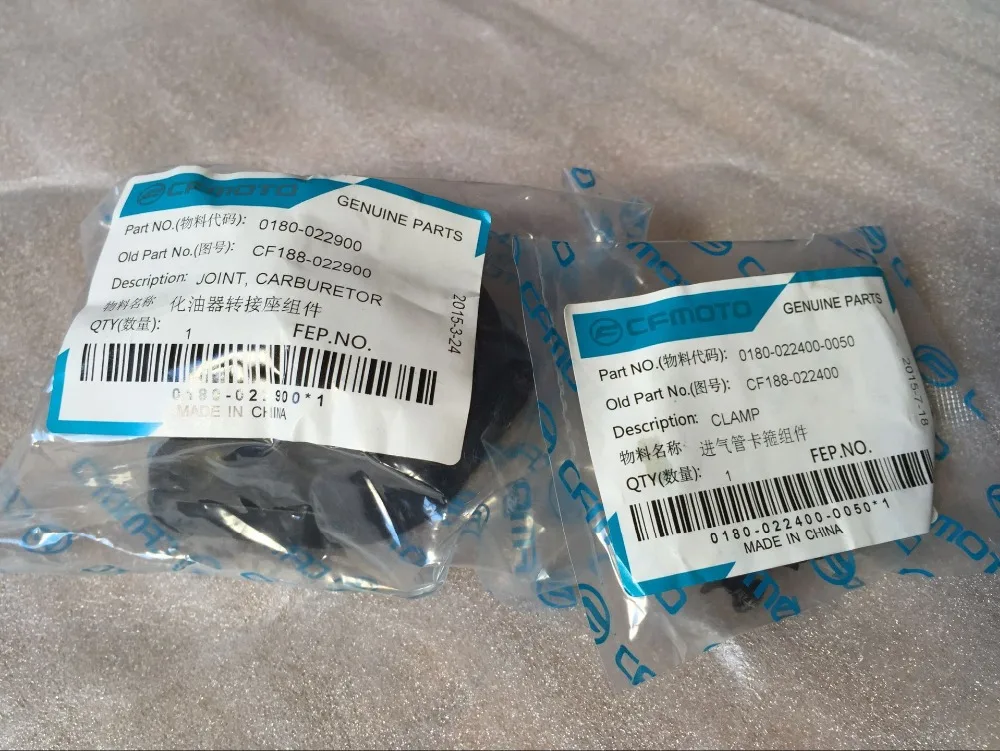 CFMOTO
GENUINE PARTS
Part NO.(物料代码): 0180-022900
Old Part No.(图号): CF188-022900
Description: JOINT, CARBURETOR
物料名称 化油器转接座组件
QTY(数量): 1 FEP.NO.
2015-3-24
0180-022900*1
MADE IN CHINA
CFMOTO
GENUINE PARTS
Part NO.(物料代码): 0180-022400-0050
Old Part No.(图号): CF188-022400
Description: CLAMP
物料名称 进气管卡箍组件
QTY(数量): 1 FEP.NO.
2015-7-18
0180-022400-0050*1
MADE IN CHINA